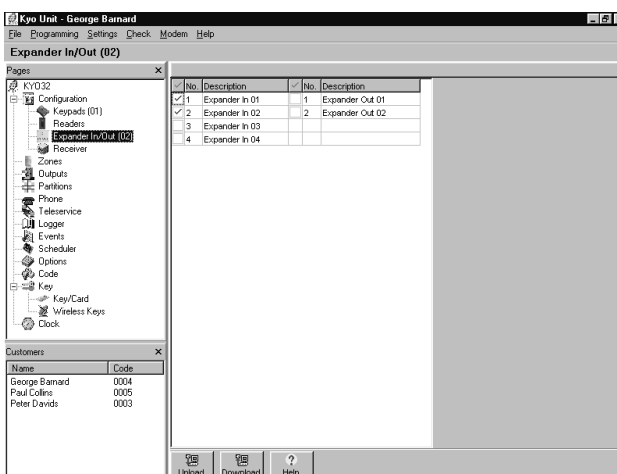 Kyo Unit - George Barnard
File Programming Settings Check Modem Help
Expander In/Out (02)
Pages
KYO32
Configuration
Keypads (01)
Readers
Expander In/Out (02)
Receiver
Zones
Outputs
Partitions
Phone
Teleservice
Logger
Events
Scheduler
Options
Code
Key
Key/Card
Wireless Keys
Clock
Customers
Name Code
George Barnard 0004
Paul Collins 0005
Peter Davids 0003
No. Description No. Description
1 Expander In 01 1 Expander Out 01
2 Expander In 02 2 Expander Out 02
3 Expander In 03
4 Expander In 04
Upload Download Help